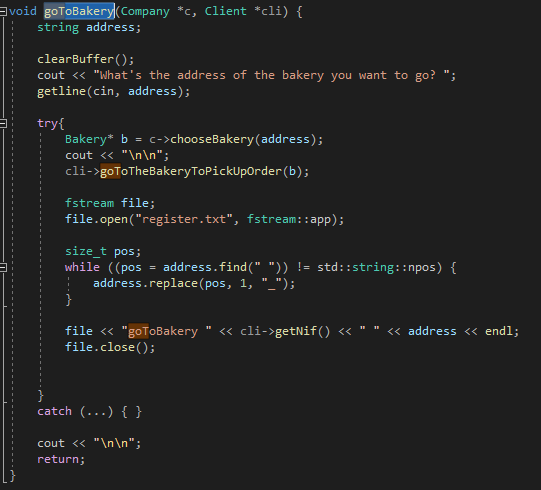 void goToBakery(Company *c, Client *cli) {
    string address;

    clearBuffer();
    cout << "What's the address of the bakery you want to go? ";
    getline(cin, address);

    try{
        Bakery* b = c->chooseBakery(address);
        cout << "\n\n";
        cli->goToTheBakeryToPickUpOrder(b);

        fstream file;
        file.open("register.txt", fstream::app);

        size_t pos;
        while ((pos = address.find(" ")) != std::string::npos) {
            address.replace(pos, 1, "_");
        }

        file << "goToBakery " << cli->getNif() << " " << address << endl;
        file.close();


    }
    catch (...) { }

    cout << "\n\n";
    return;
}